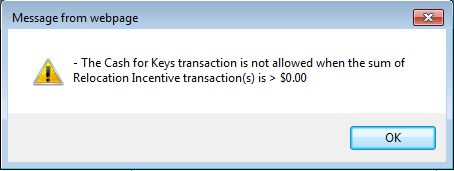 Message from webpage
- The Cash for Keys transaction is not allowed when the sum of
Relocation Incentive transaction(s) is > $0.00
OK